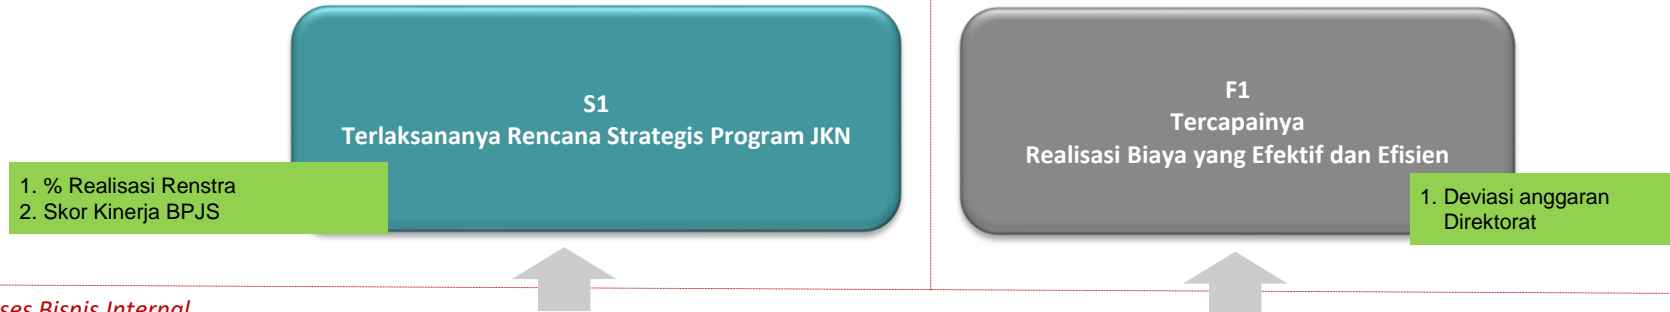 S1
Terlaksananya Rencana Strategis Program JKN
1. % Realisasi Renstra
2. Skor Kinerja BPJS
F1
Tercapainya
Realisasi Biaya yang Efektif dan Efisien
1. Deviasi anggaran
Direktorat
Bisnis Internal